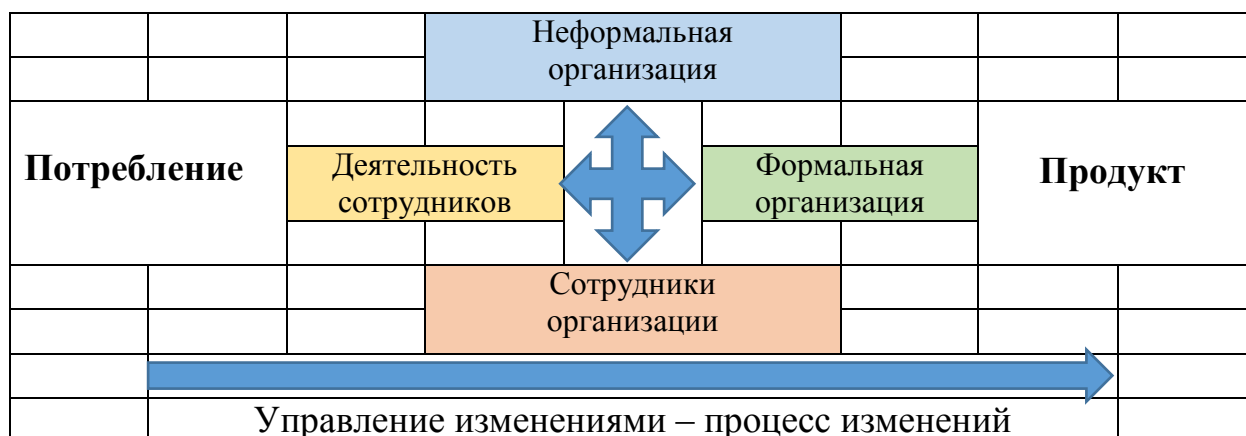 Неформальная
организация
Потребление
Деятельность
сотрудников
Формальная
организация
Продукт
Сотрудники
организации
Управление изменениями – процесс изменений